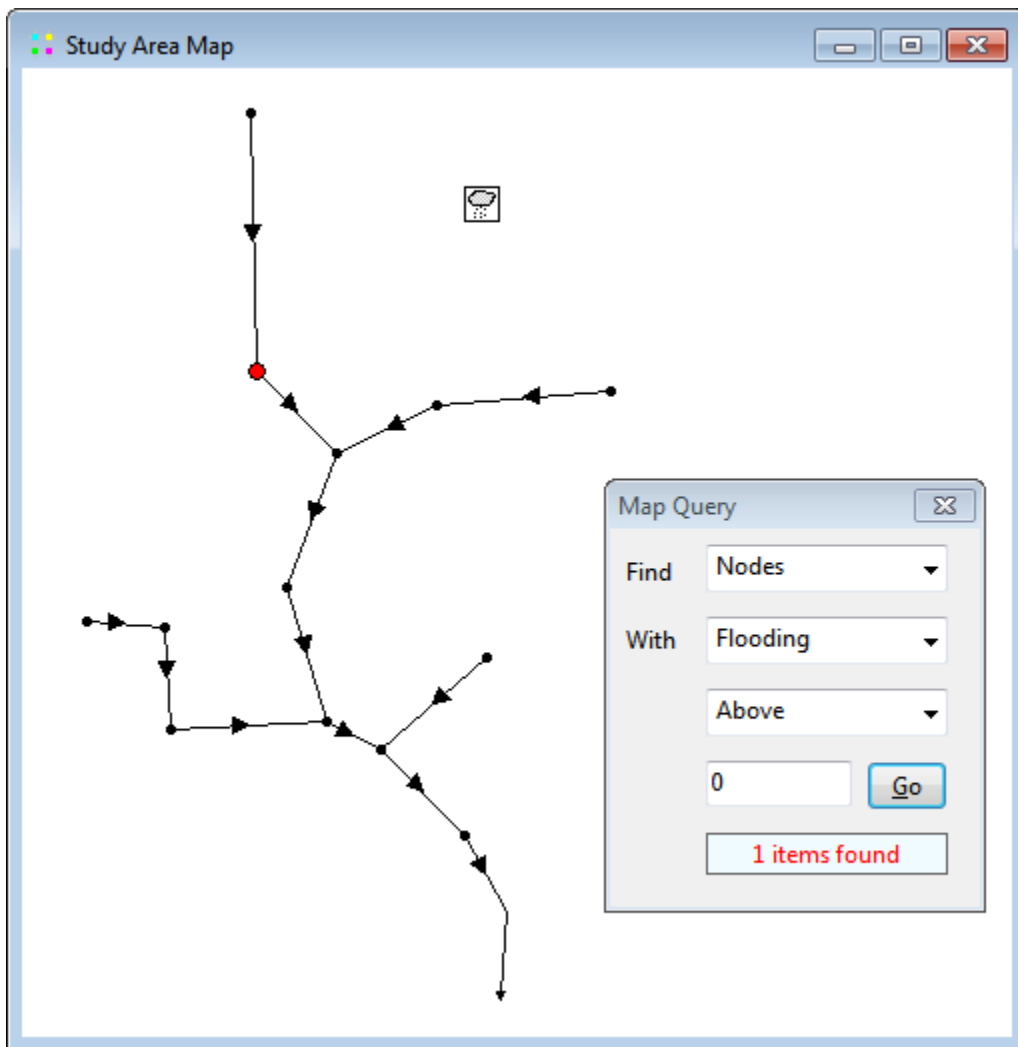 Study Area Map
Map Query
Find Nodes
With Flooding
Above
0 Go
1 items found